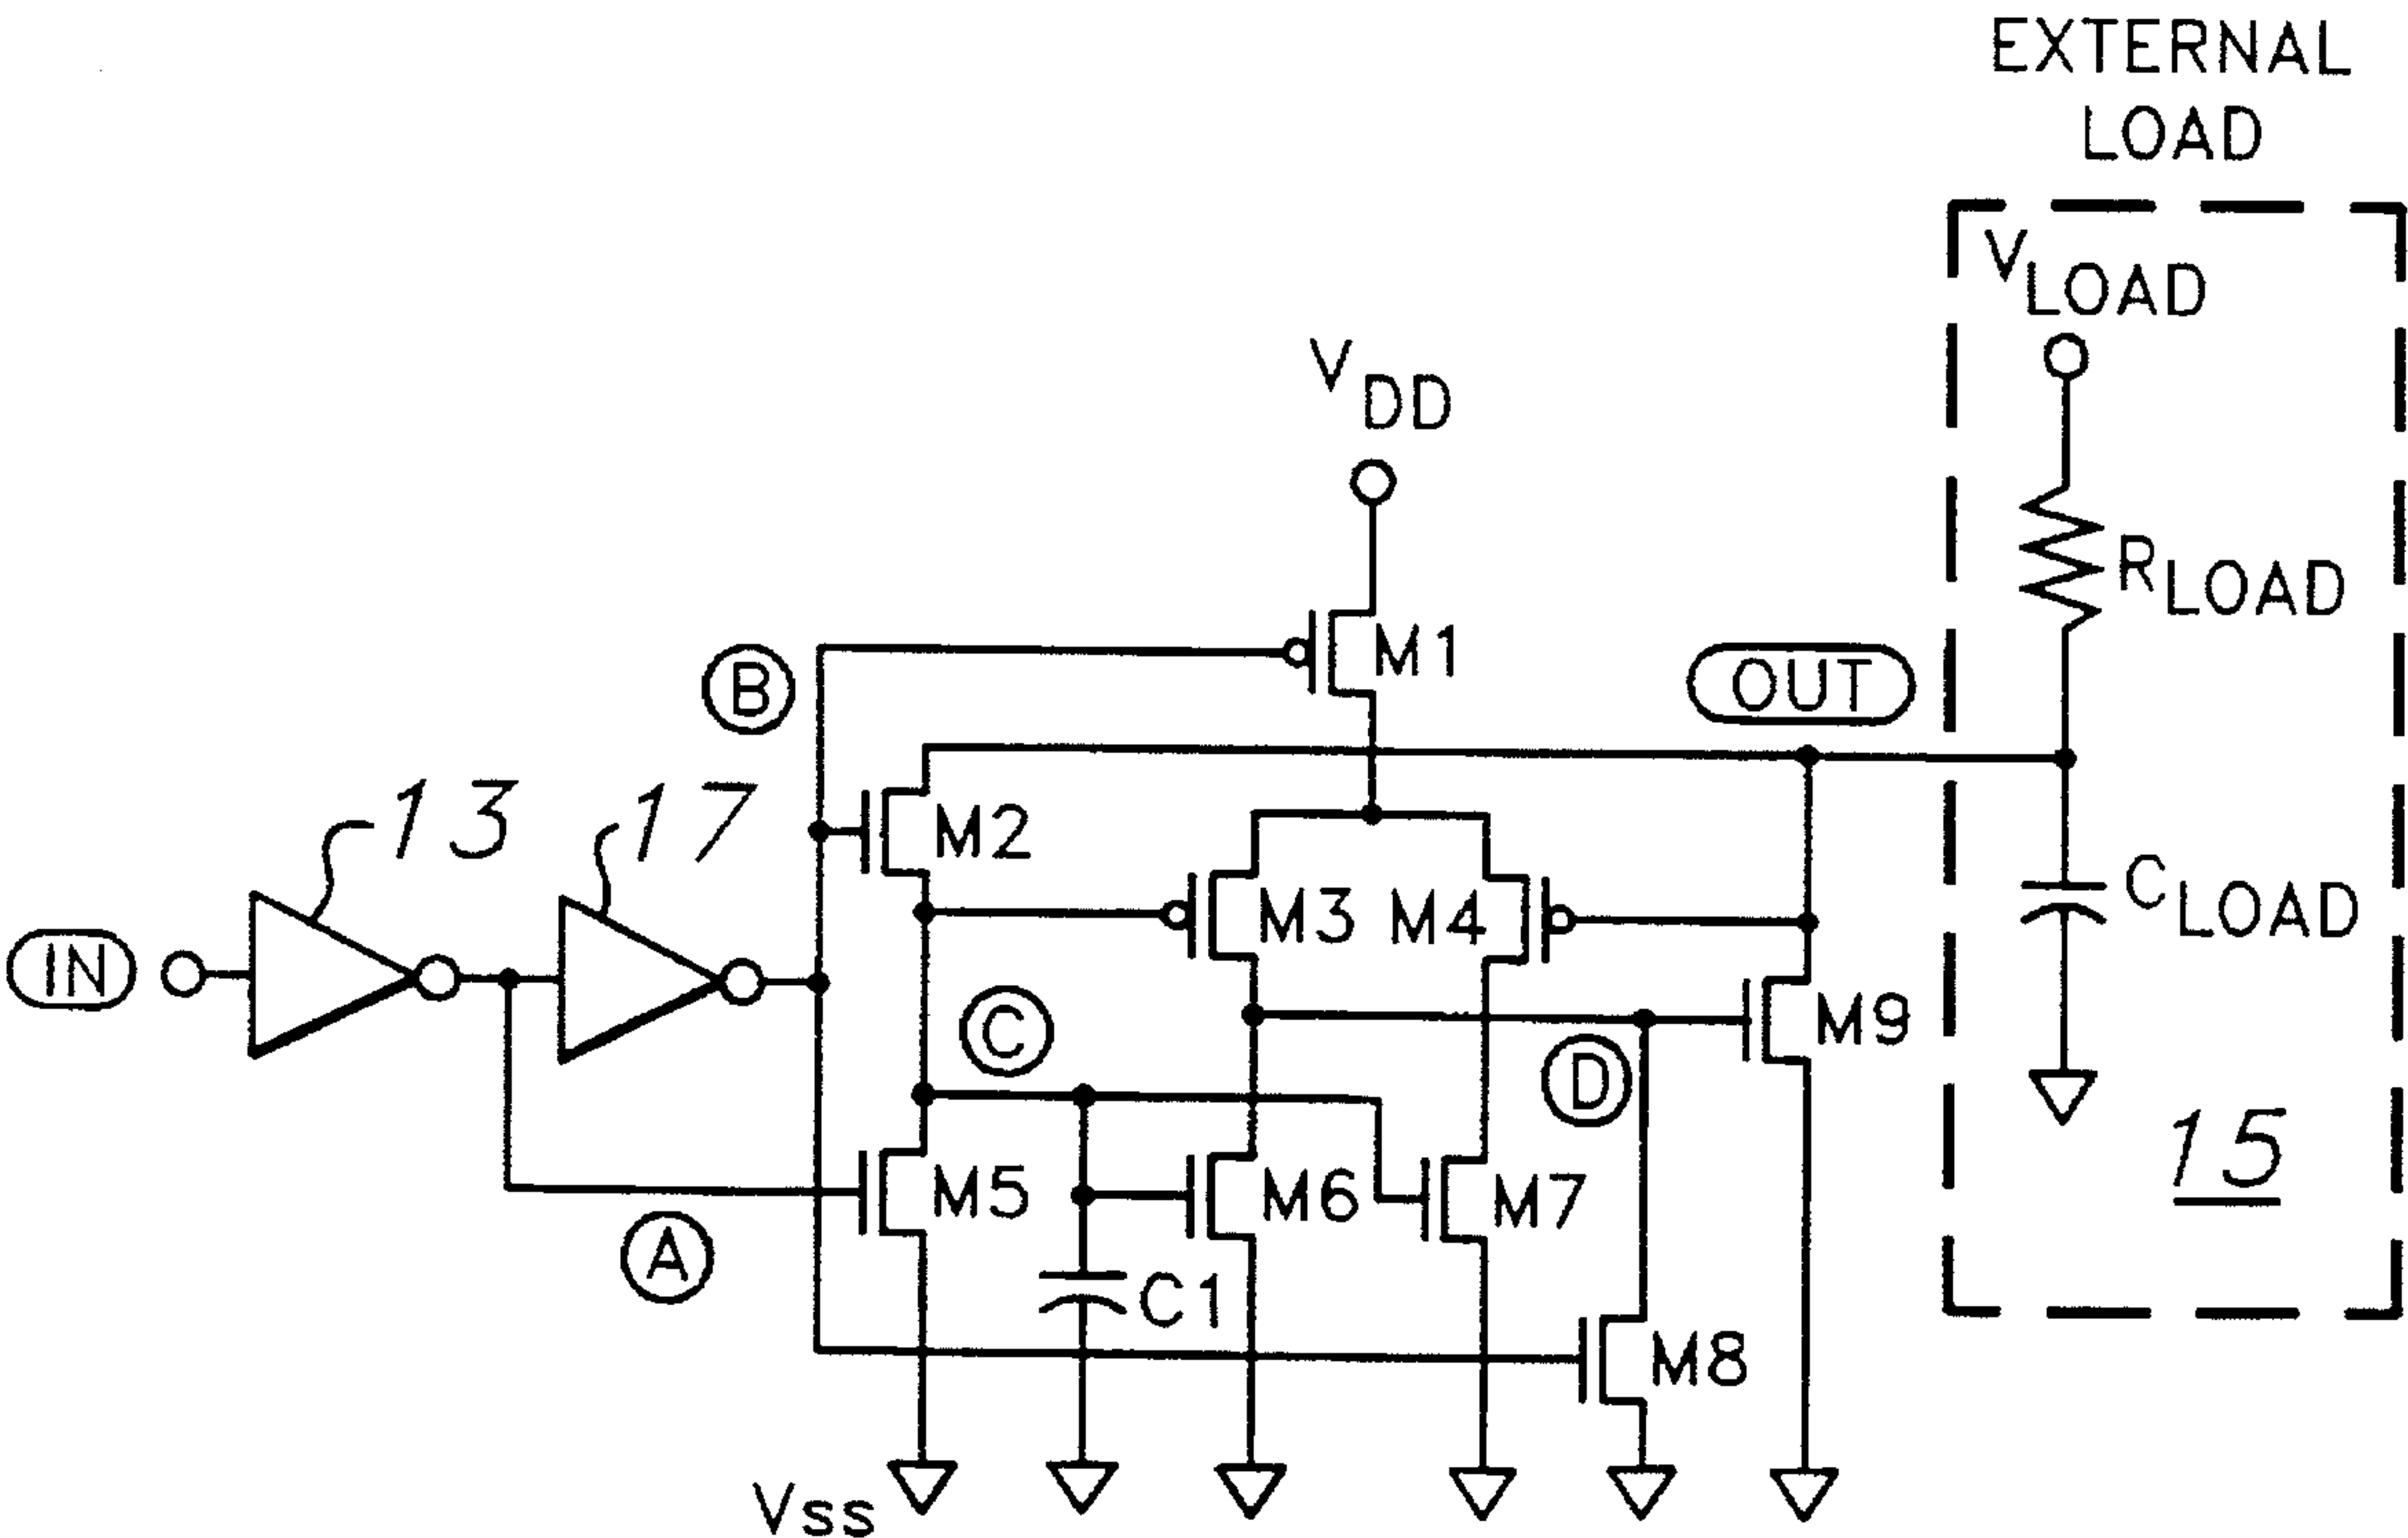 EXTERNAL
LOAD
VLOAD
VDD
RLOAD
M1
B
OUT
13
17
M2
CLOAD
M3
M4
IN
M9
C
D
15
M5
M6
M7
A
C1
M8
Vss